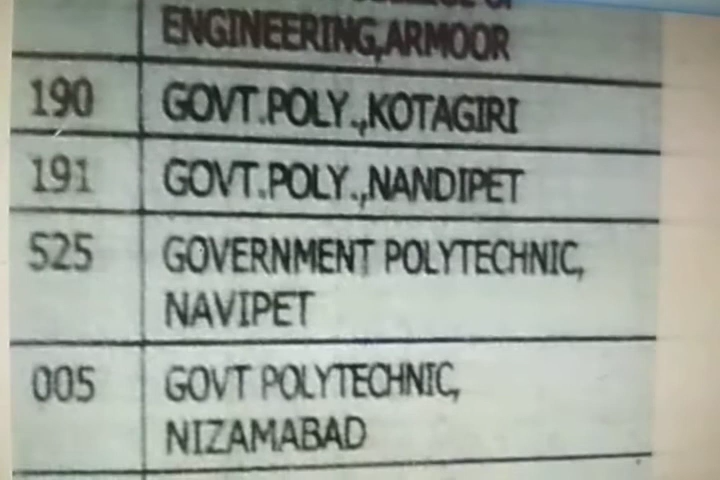 ENGINEERING,ARMOOR
190 GOVT.POLY.,KOTAGIRI
191 GOVT.POLY.,NANDIPET
525 GOVERNMENT POLYTECHNIC,
NAVIPET
005 GOVT POLYTECHNIC,
NIZAMABAD